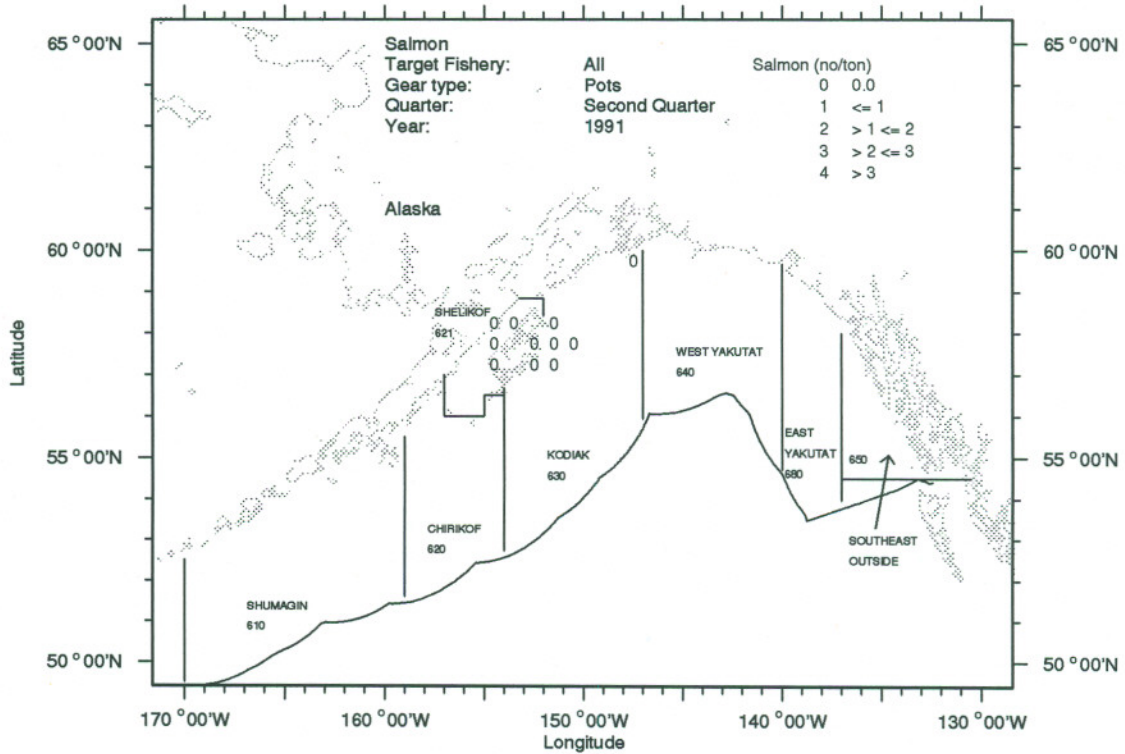 Salmon
Target Fishery: All
Gear type: Pots
Quarter: Second Quarter
Year: 1991
Salmon (no/ton)
0 0.0
1 <= 1
2 > 1 <= 2
3 > 2 <= 3
4 > 3
65 °00'N
65 °00'N
Alaska
60 °00'N
60 °00'N
0
SHELIKOF
621
0 0 0
0 0 0 0
0 0 0
WEST YAKUTAT
640
EAST
YAKUTAT
680
650
KODIAK
630
55 °00'N
55 °00'N
CHIRIKOF
620
SOUTHEAST
OUTSIDE
SHUMAGIN
610
50 °00'N
50 °00'N
170 °00'W
160 °00'W
150 °00'W
140 °00'W
130 °00'W
Longitude
Latitude